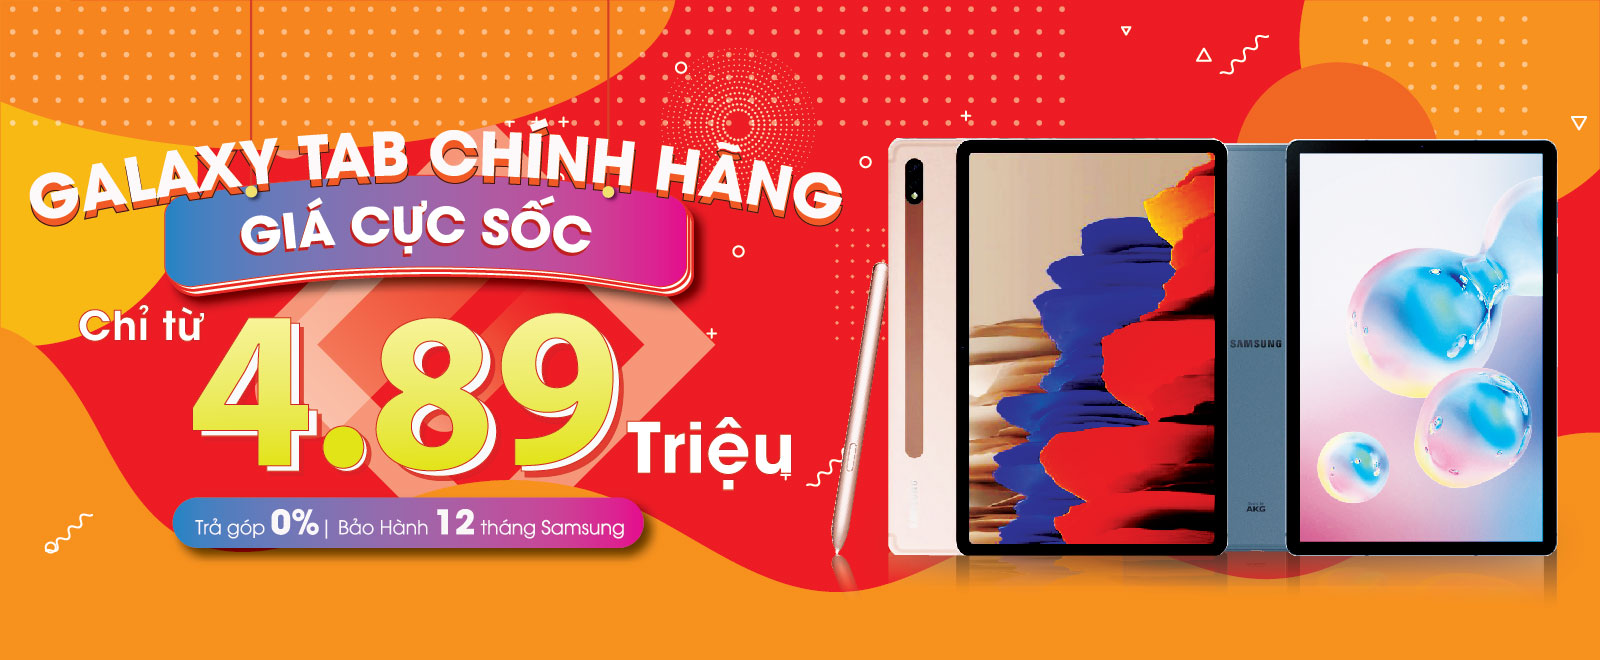 GALAXY TAB CHÍNH HÃNG
GIÁ CỰC SỐC
Chỉ từ
4.89
Triệu
Trả góp 0% | Bảo Hành 12 tháng Samsung
SAMSUNG
SAMSUNG
AKG